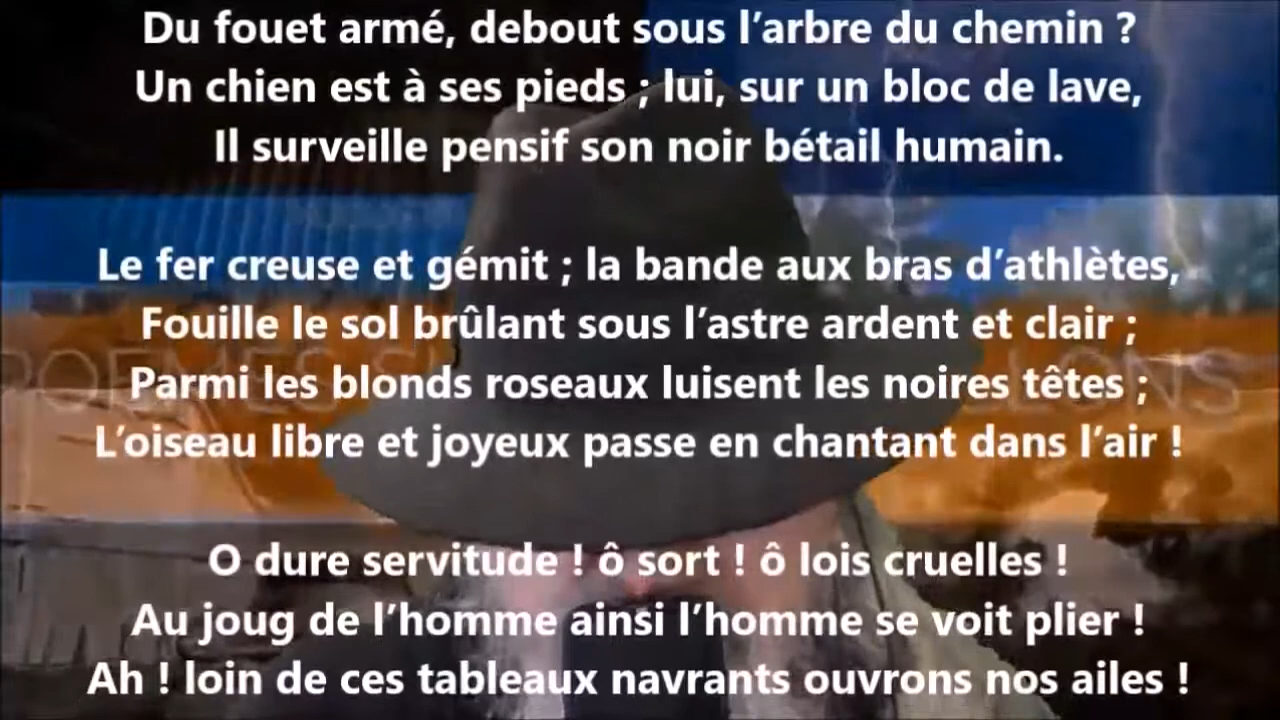 Du fouet armé, debout sous l’arbre du chemin ?
Un chien est à ses pieds ; lui, sur un bloc de lave,
Il surveille pensif son noir bétail humain.
Le fer creuse et gémit ; la bande aux bras d’athlètes,
Fouille le sol brûlant sous l’astre ardent et clair ;
Parmi les blonds roseaux luisent les noires têtes ;
L’oiseau libre et joyeux passe en chantant dans l’air !
O dure servitude ! ô sort ! ô lois cruelles !
Au joug de l’homme ainsi l’homme se voit plier !
Ah ! loin de ces tableaux navrants ouvrons nos ailes !